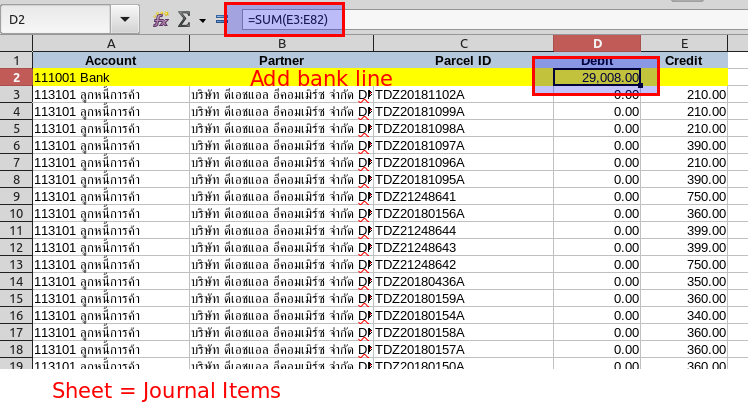 D2 =SUM(E3:E82)
A B C D E
1 Account Partner Parcel ID Debit Credit
2 111001 Bank 29,008.00
Add bank line
3 113101 ลูกหนี้การค้า บริษัท ดีเอชแอล อีคอมเมิร์ซ จำกัด TDZ20181102A 0.00 210.00
4 113101 ลูกหนี้การค้า บริษัท ดีเอชแอล อีคอมเมิร์ซ จำกัด TDZ20181099A 0.00 210.00
5 113101 ลูกหนี้การค้า บริษัท ดีเอชแอล อีคอมเมิร์ซ จำกัด TDZ20181098A 0.00 210.00
6 113101 ลูกหนี้การค้า บริษัท ดีเอชแอล อีคอมเมิร์ซ จำกัด TDZ20181097A 0.00 390.00
7 113101 ลูกหนี้การค้า บริษัท ดีเอชแอล อีคอมเมิร์ซ จำกัด TDZ20181096A 0.00 210.00
8 113101 ลูกหนี้การค้า บริษัท ดีเอชแอล อีคอมเมิร์ซ จำกัด TDZ20181095A 0.00 390.00
9 113101 ลูกหนี้การค้า บริษัท ดีเอชแอล อีคอมเมิร์ซ จำกัด TDZ21248641 0.00 750.00
10 113101 ลูกหนี้การค้า บริษัท ดีเอชแอล อีคอมเมิร์ซ จำกัด TDZ20180156A 0.00 360.00
11 113101 ลูกหนี้การค้า บริษัท ดีเอชแอล อีคอมเมิร์ซ จำกัด TDZ21248644 0.00 399.00
12 113101 ลูกหนี้การค้า บริษัท ดีเอชแอล อีคอมเมิร์ซ จำกัด TDZ21248643 0.00 399.00
13 113101 ลูกหนี้การค้า บริษัท ดีเอชแอล อีคอมเมิร์ซ จำกัด TDZ21248642 0.00 750.00
14 113101 ลูกหนี้การค้า บริษัท ดีเอชแอล อีคอมเมิร์ซ จำกัด TDZ20180436A 0.00 350.00
15 113101 ลูกหนี้การค้า บริษัท ดีเอชแอล อีคอมเมิร์ซ จำกัด TDZ20180159A 0.00 360.00
16 113101 ลูกหนี้การค้า บริษัท ดีเอชแอล อีคอมเมิร์ซ จำกัด TDZ20180154A 0.00 340.00
17 113101 ลูกหนี้การค้า บริษัท ดีเอชแอล อีคอมเมิร์ซ จำกัด TDZ20180158A 0.00 360.00
18 113101 ลูกหนี้การค้า บริษัท ดีเอชแอล อีคอมเมิร์ซ จำกัด TDZ20180157A 0.00 360.00
19 113101 ลูกหนี้การค้า บริษัท ดีเอชแอล อีคอมเมิร์ซ จำกัด TDZ20180150A 0.00 360.00
Sheet = Journal Items